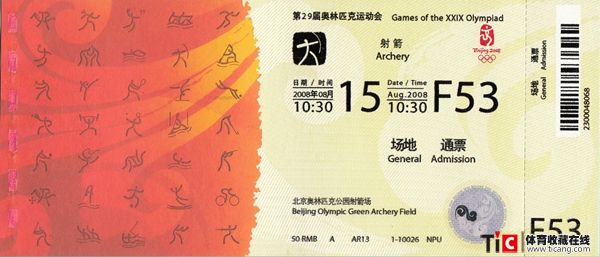 第29届奥林匹克运动会 Games of the XXIX Olympiad
射箭
Archery
Beijing 2008
日期 / 时间 Date / Time
2008年08月 15 Aug.2008 F53
10:30 10:30
场地 通票
General Admission
北京奥林匹克公园射箭场
Beijing Olympic Green Archery Field
50 RMB A AR13 1-10026 NPU
场地 通票
General Admission
2300048068
F53
TiC 体育收藏在线
www.ticang.com